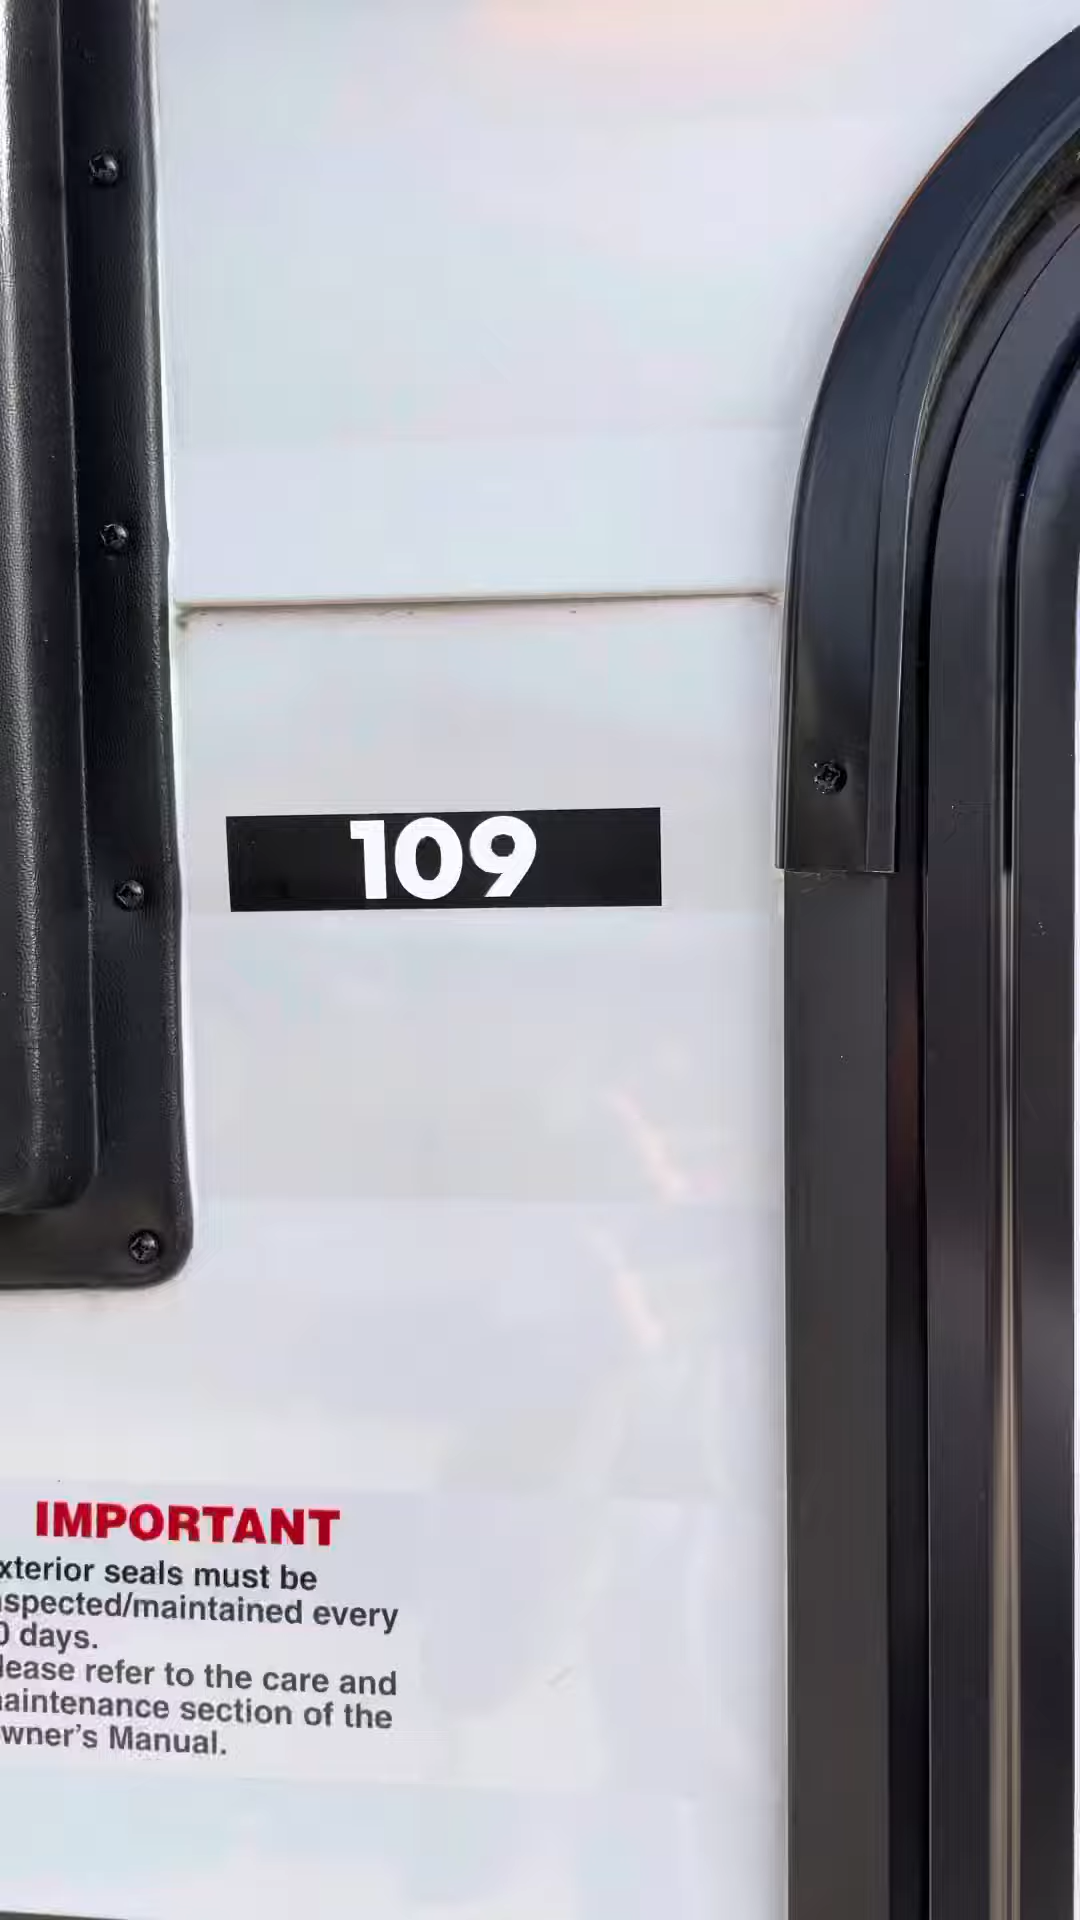 109
IMPORTANT
xterior seals must be
spected/maintained every
0 days.
lease refer to the care and
aintenance section of the
wner's Manual.